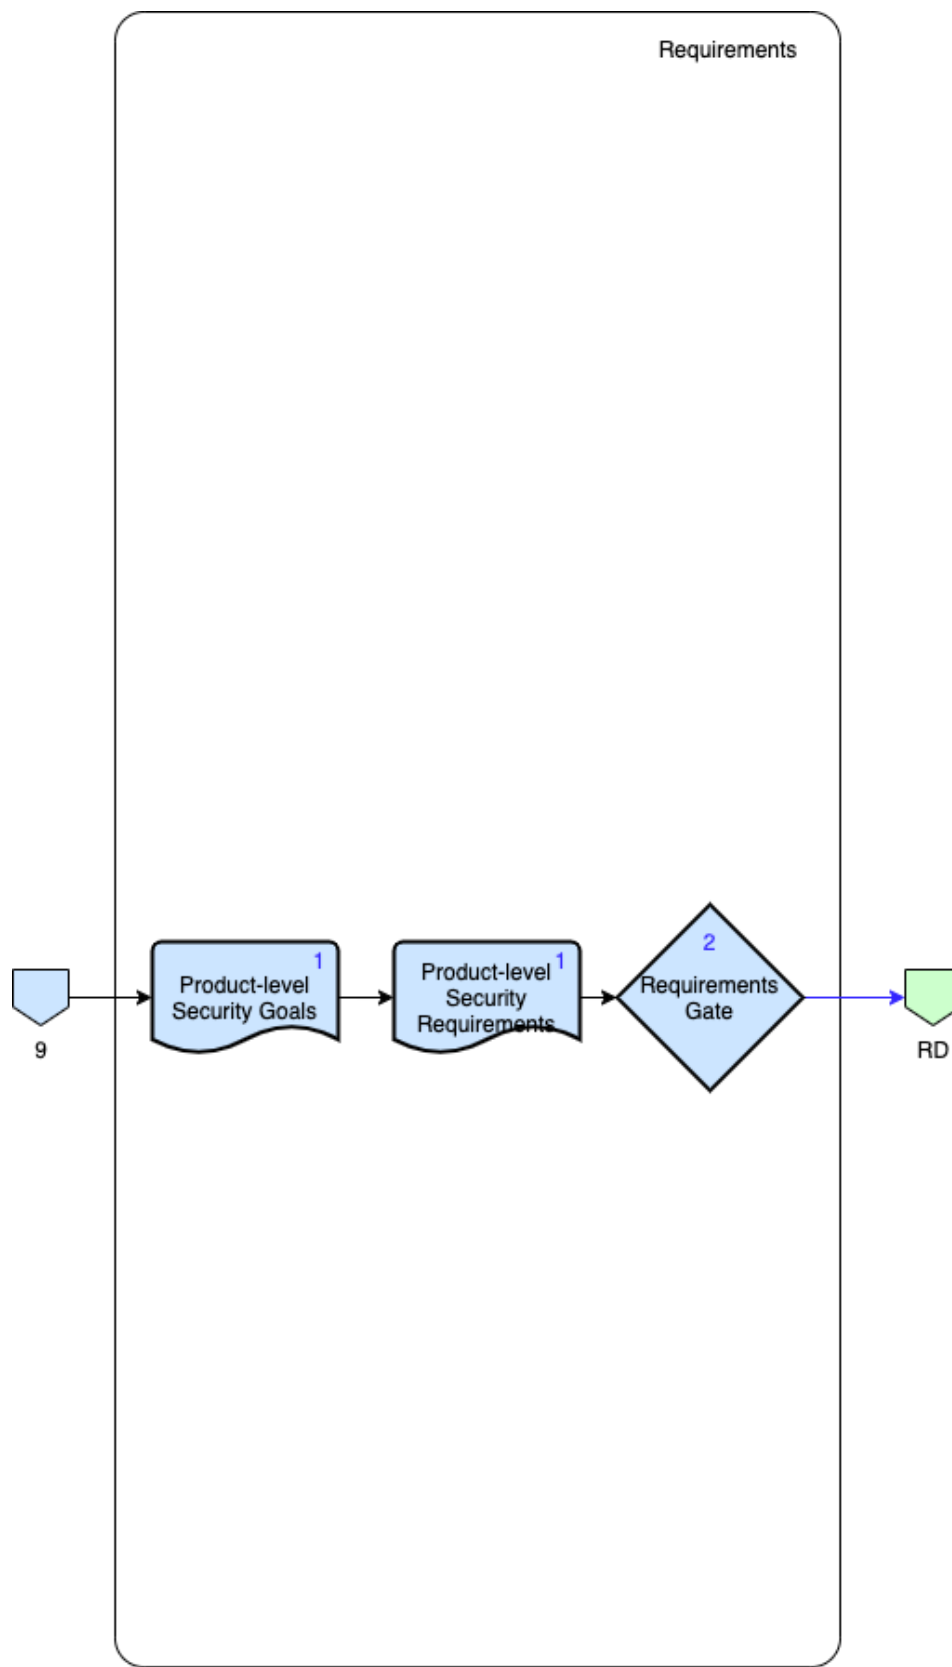 Requirements
9
1
Product-level
Security Goals
1
Product-level
Security
Requirements
2
Requirements
Gate
RD